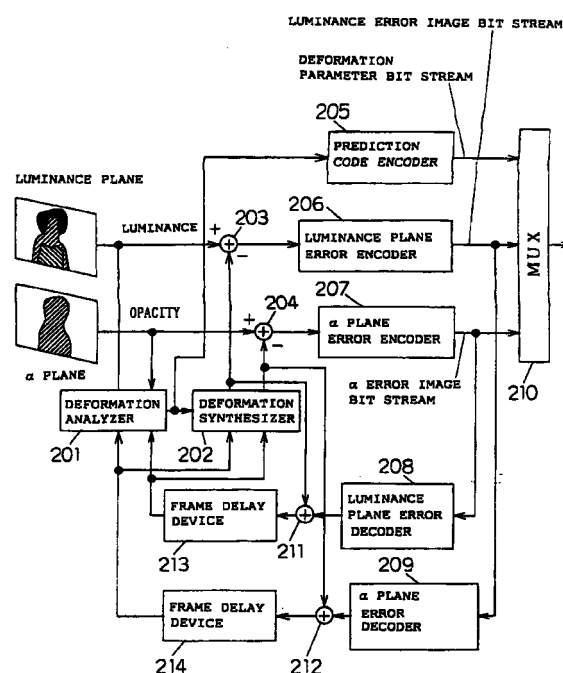 LUMINANCE ERROR IMAGE BIT STREAM
DEFORMATION
PARAMETER BIT STREAM
205
PREDICTION
CODE ENCODER
LUMINANCE PLANE
LUMINANCE
+
-
203
206
LUMINANCE PLANE
ERROR ENCODER
MUX
210
OPACITY
+
-
204
207
α PLANE
ERROR ENCODER
α PLANE
α ERROR IMAGE
BIT STREAM
DEFORMATION
ANALYZER
201
DEFORMATION
SYNTHESIZER
202
208
LUMINANCE
PLANE ERROR
DECODER
FRAME DELAY
DEVICE
213
+
211
209
α PLANE
ERROR
DECODER
FRAME DELAY
DEVICE
214
+
212